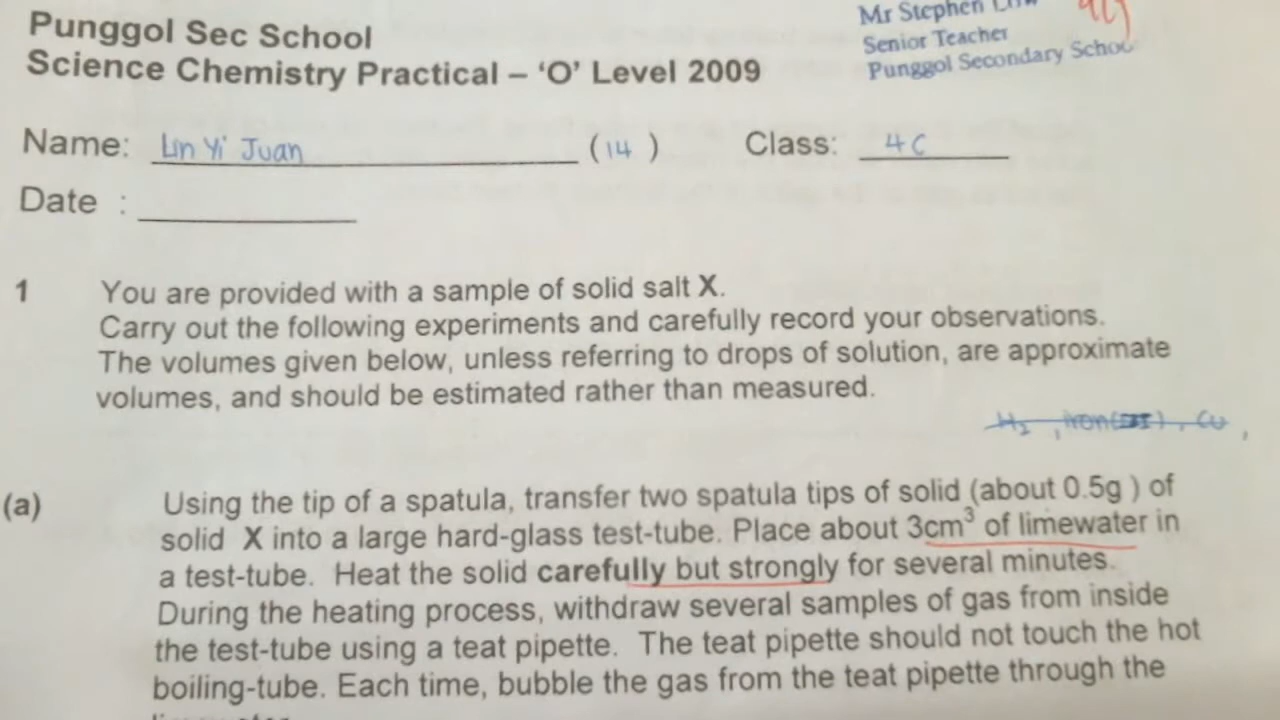 Mr Stephen
Senior Teacher
Punggol Secondary School
Punggol Sec School
Science Chemistry Practical – ‘O’ Level 2009
Name: Lin Yi Juan (14) Class: 4C
Date :
1 You are provided with a sample of solid salt X.
Carry out the following experiments and carefully record your observations.
The volumes given below, unless referring to drops of solution, are approximate
volumes, and should be estimated rather than measured.
H₂ , iron , Cu ,
(a) Using the tip of a spatula, transfer two spatula tips of solid (about 0.5g ) of
solid X into a large hard-glass test-tube. Place about 3cm³ of limewater in
a test-tube. Heat the solid carefully but strongly for several minutes.
During the heating process, withdraw several samples of gas from inside
the test-tube using a teat pipette. The teat pipette should not touch the hot
boiling-tube. Each time, bubble the gas from the teat pipette through the